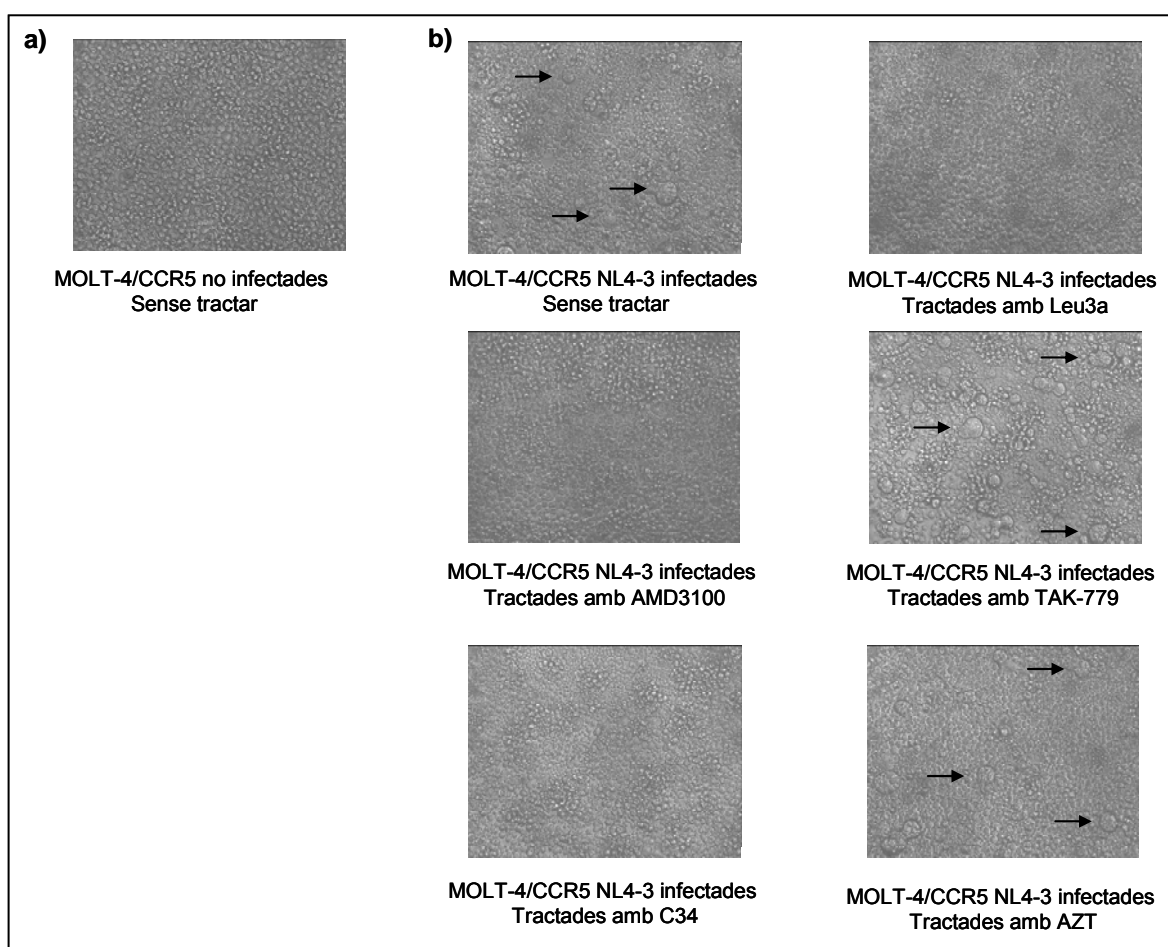 a)
b)
MOLT-4/CCR5 no infectades
Sense tractar
MOLT-4/CCR5 NL4-3 infectades
Sense tractar
MOLT-4/CCR5 NL4-3 infectades
Tractades amb Leu3a
MOLT-4/CCR5 NL4-3 infectades
Tractades amb AMD3100
MOLT-4/CCR5 NL4-3 infectades
Tractades amb TAK-779
MOLT-4/CCR5 NL4-3 infectades
Tractades amb C34
MOLT-4/CCR5 NL4-3 infectades
Tractades amb AZT